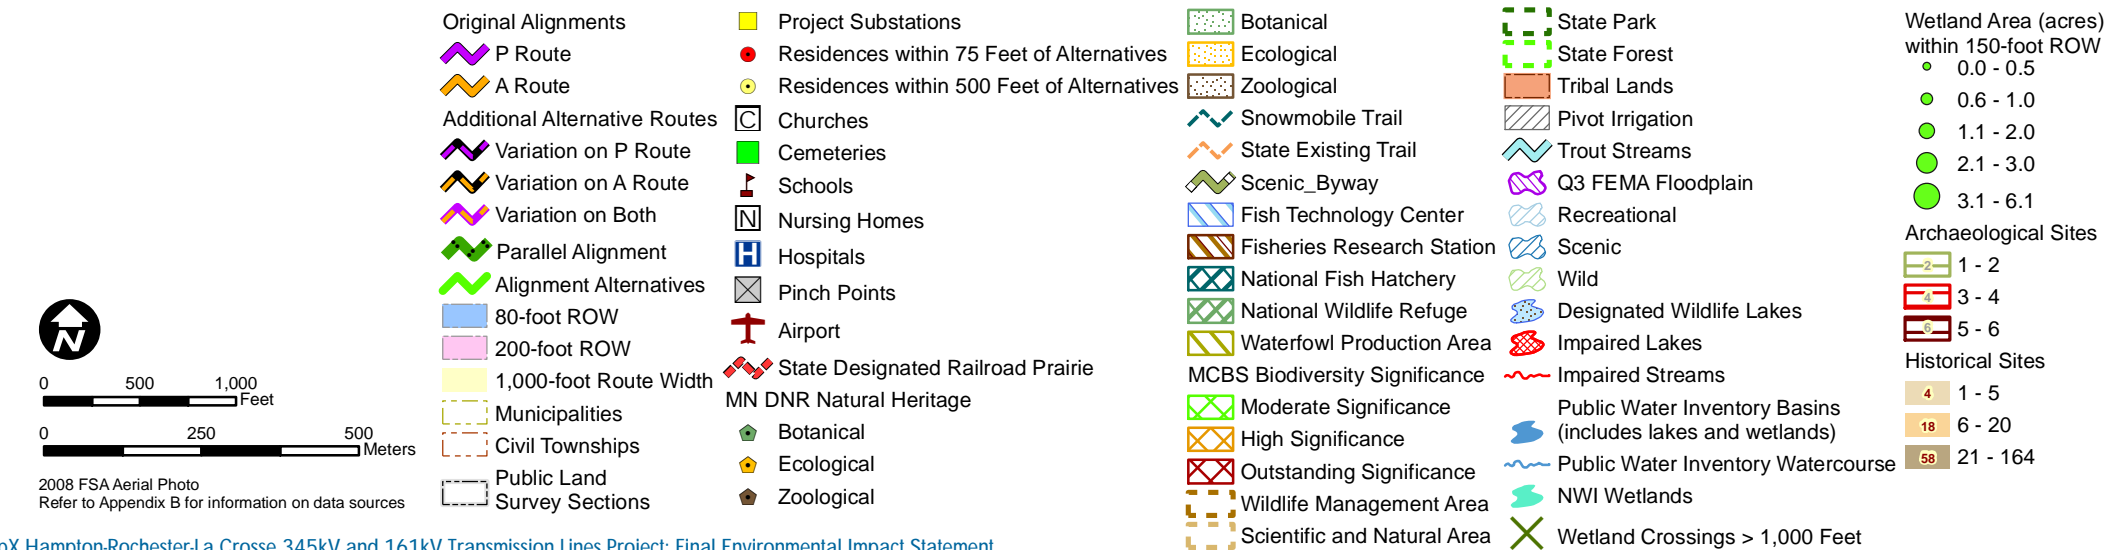 N
0 500 1,000
Feet
0 250 500
Meters
2008 FSA Aerial Photo
Refer to Appendix B for information on data sources
Original Alignments
P Route
A Route
Additional Alternative Routes
Variation on P Route
Variation on A Route
Variation on Both
Parallel Alignment
Alignment Alternatives
80-foot ROW
200-foot ROW
1,000-foot Route Width
Municipalities
Civil Townships
Public Land
Survey Sections
Project Substations
Residences within 75 Feet of Alternatives
Residences within 500 Feet of Alternatives
C Churches
Cemeteries
Schools
N Nursing Homes
H Hospitals
Pinch Points
Airport
State Designated Railroad Prairie
MN DNR Natural Heritage
Botanical
Ecological
Zoological
Botanical
Ecological
Zoological
Snowmobile Trail
State Existing Trail
Scenic_Byway
Fish Technology Center
Fisheries Research Station
National Fish Hatchery
National Wildlife Refuge
Waterfowl Production Area
MCBS Biodiversity Significance
Moderate Significance
High Significance
Outstanding Significance
Wildlife Management Area
Scientific and Natural Area
State Park
State Forest
Tribal Lands
Pivot Irrigation
Trout Streams
Q3 FEMA Floodplain
Recreational
Scenic
Wild
Designated Wildlife Lakes
Impaired Lakes
Impaired Streams
Public Water Inventory Basins
(includes lakes and wetlands)
Public Water Inventory Watercourse
NWI Wetlands
Wetland Crossings > 1,000 Feet
Wetland Area (acres)
within 150-foot ROW
0.0 - 0.5
0.6 - 1.0
1.1 - 2.0
2.1 - 3.0
3.1 - 6.1
Archaeological Sites
2 1 - 2
4 3 - 4
6 5 - 6
Historical Sites
4 1 - 5
18 6 - 20
58 21 - 164
oX Hampton-Rochester-La Crosse 345kV and 161kV Transmission Lines Project: Final Environmental Impact Statement